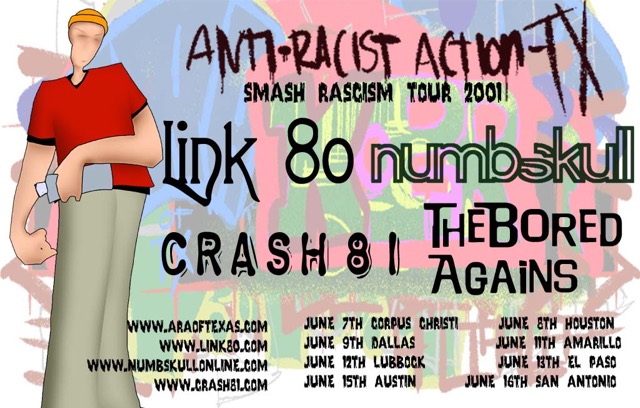 ANTI-RACIST ACTION-TX
SMASH RASCISM TOUR 2001
Link 80 numbskull
CRASH 81 THE BORED AGAINS
WWW.ARAOFTEXAS.COM JUNE 7TH CORPUS CHRISTI JUNE 8TH HOUSTON
WWW.LINK80.COM JUNE 9TH DALLAS JUNE 11TH AMARILLO
WWW.NUMBSKULLONLINE.COM JUNE 12TH LUBBOCK JUNE 13TH EL PASO
WWW.CRASH81.COM JUNE 15TH AUSTIN JUNE 16TH SAN ANTONIO